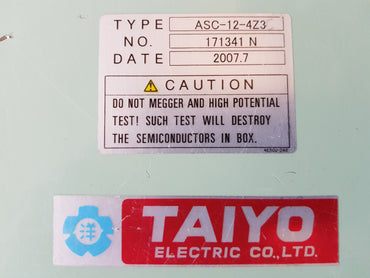 TYPE ASC-12-4Z3
NO. 171341 N
DATE 2007.7
⚠ CAUTION
DO NOT MEGGER AND HIGH POTENTIAL
TEST! SUCH TEST WILL DESTROY
THE SEMICONDUCTORS IN BOX.
洋
TAIYO
ELECTRIC CO.,LTD.